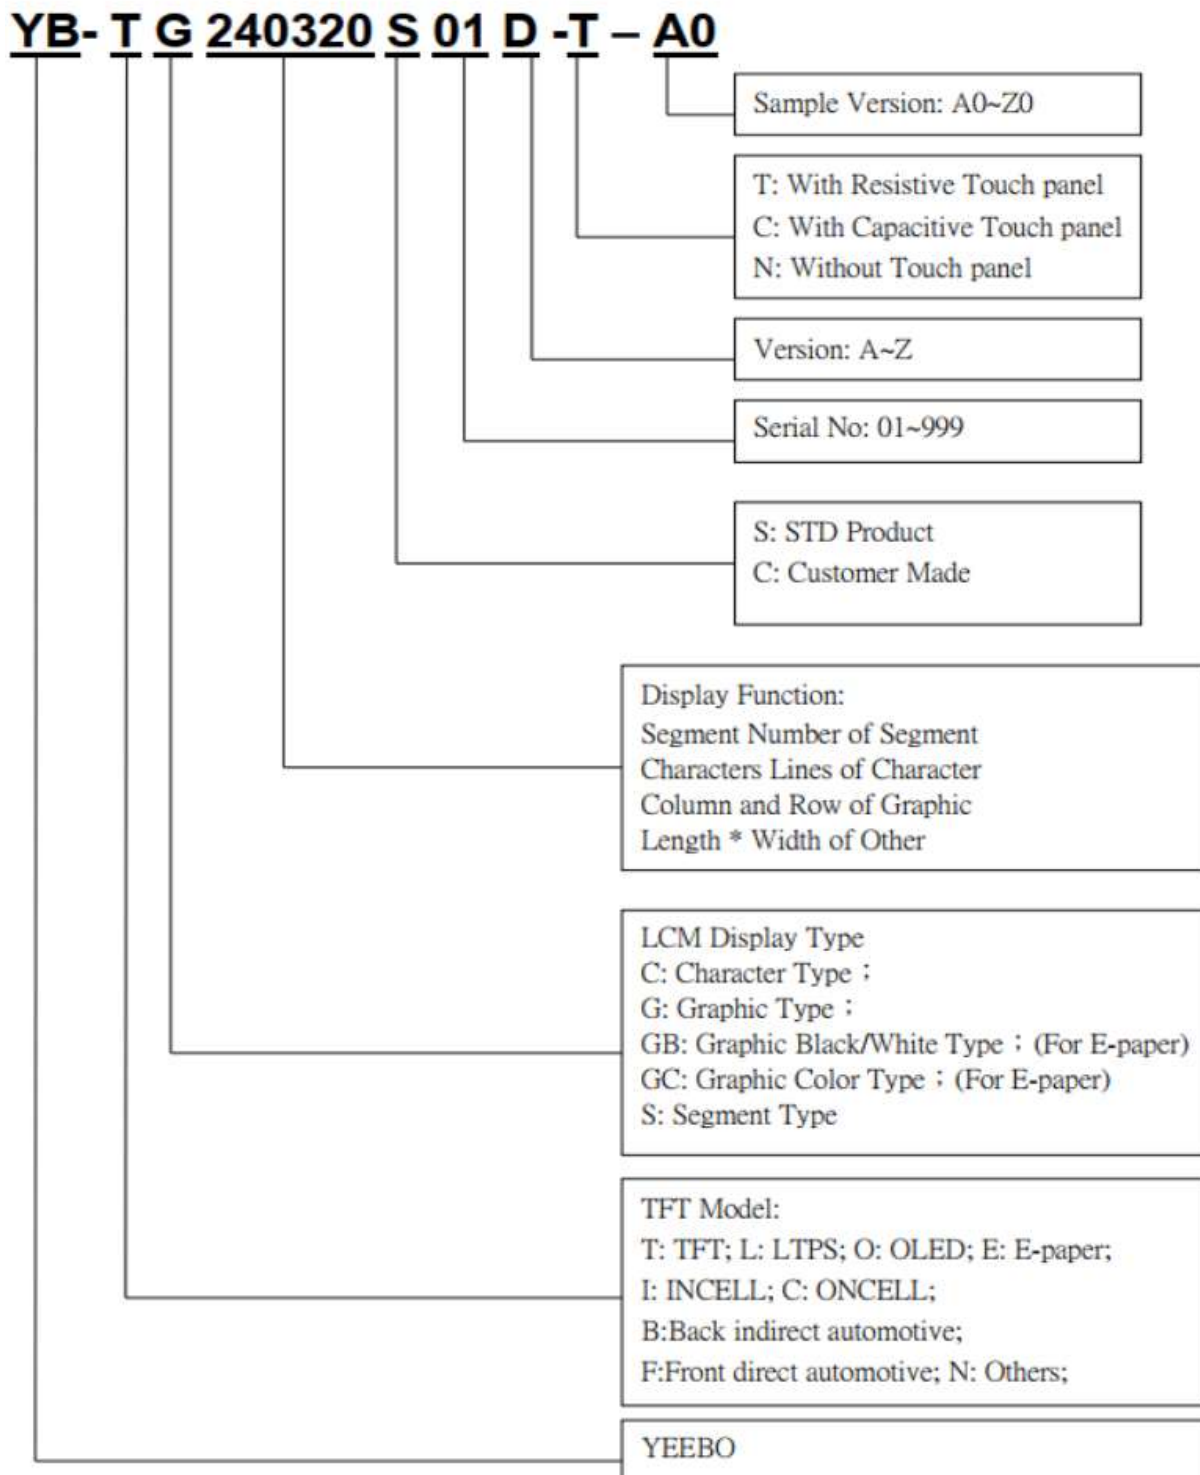 YB- T G 240320 S 01 D -T – A0
Sample Version: A0~Z0
T: With Resistive Touch panel
C: With Capacitive Touch panel
N: Without Touch panel
Version: A~Z
Serial No: 01~999
S: STD Product
C: Customer Made
Display Function:
Segment Number of Segment
Characters Lines of Character
Column and Row of Graphic
Length * Width of Other
LCM Display Type
C: Character Type；
G: Graphic Type；
GB: Graphic Black/White Type；(For E-paper)
GC: Graphic Color Type；(For E-paper)
S: Segment Type
TFT Model:
T: TFT; L: LTPS; O: OLED; E: E-paper;
I: INCELL; C: ONCELL;
B:Back indirect automotive;
F:Front direct automotive; N: Others;
YEEBO